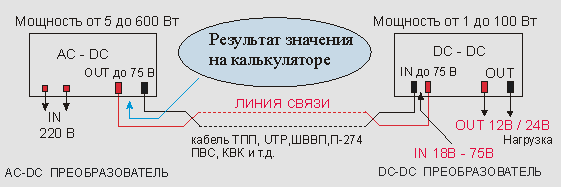 Мощность от 5 до 600 Вт
AC - DC
OUT до 75 В
IN
220 В
AC-DC ПРЕОБРАЗОВАТЕЛЬ
Результат значения
на калькуляторе
ЛИНИЯ СВЯЗИ
кабель ТПП, UTP,ШВВП,П-274
ПВС, КВК и т.д.
Мощность от 1 до 100 Вт
DC - DC
IN до 75 В
OUT
OUT 12В / 24В
Нагрузка
IN 18В - 75В
DC-DC ПРЕОБРАЗОВАТЕЛЬ